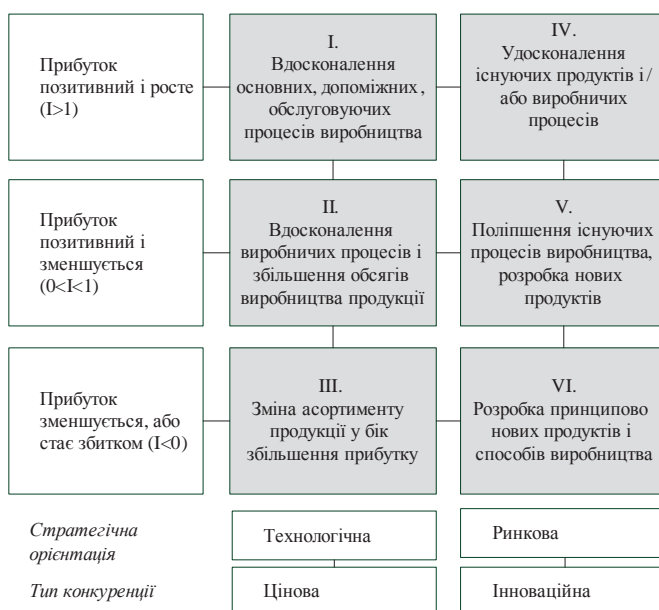 Прибуток
позитивний і росте
(I>1)
I.
Вдосконалення
основних, допоміжних,
обслуговуючих
процесів виробництва
IV.
Удосконалення
існуючих продуктів і/
або виробничих
процесів
Прибуток
позитивний і
зменшується
(0<I<1)
II.
Вдосконалення
виробничих процесів і
збільшення обсягів
виробництва продукції
V.
Поліпшення існуючих
процесів виробництва,
розробка нових
продуктів
Прибуток
зменшується, або
стає збитком (I<0)
III.
Зміна асортименту
продукції у бік
збільшення прибутку
VI.
Розробка принципово
нових продуктів і
способів виробництва
Стратегічна
орієнтація
Технологічна
Ринкова
Тип конкуренції
Цінова
Інноваційна